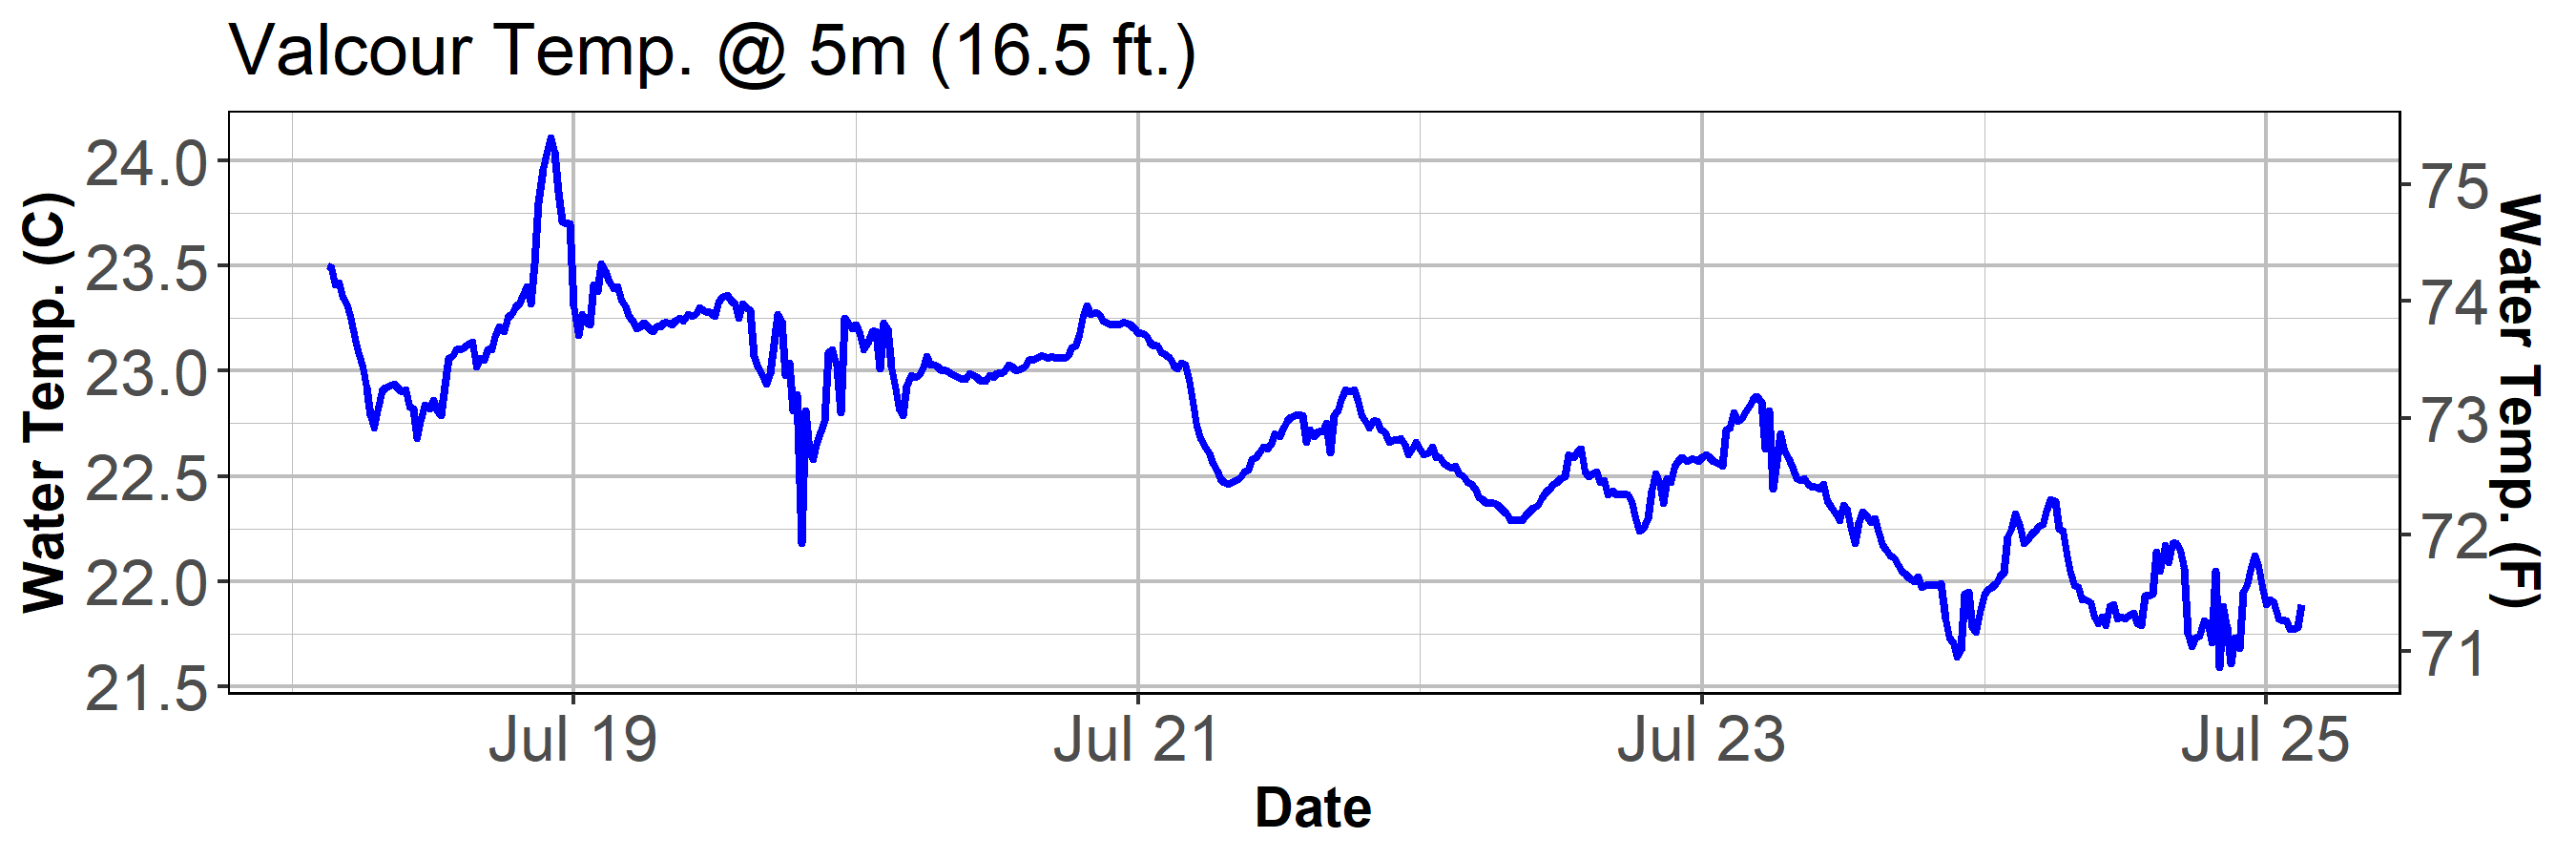 Valcour Temp. @ 5m (16.5 ft.)
Water Temp. (C)
24.0
23.5
23.0
22.5
22.0
21.5
75
74
73
72
71
Water Temp. (F)
Jul 19
Jul 21
Jul 23
Jul 25
Date